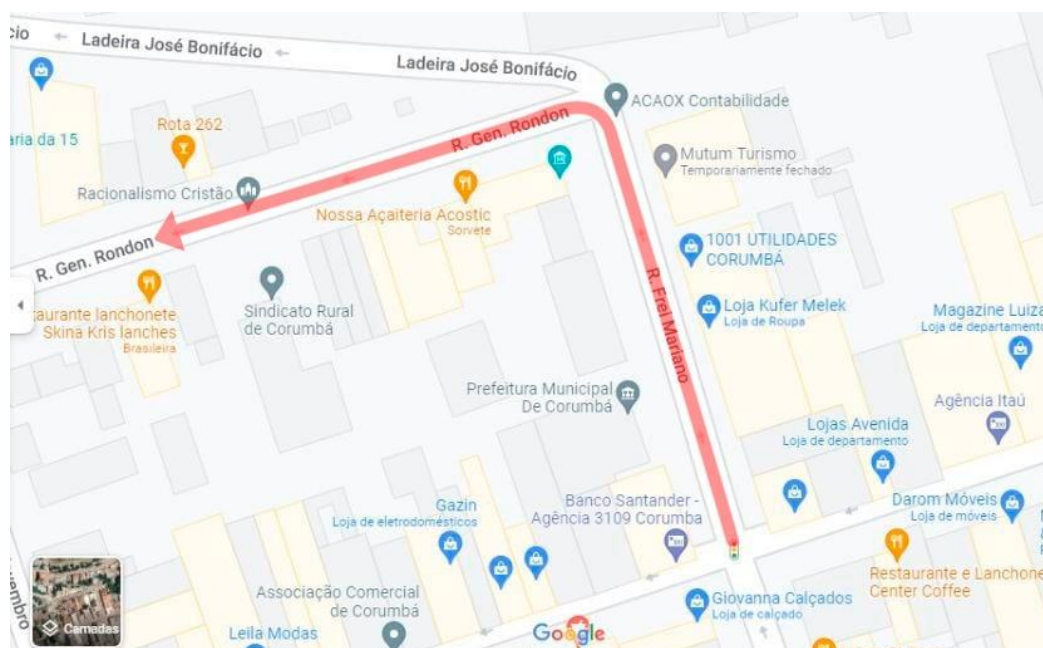 cio
Ladeira José Bonifácio
Ladeira José Bonifácio
ACAOX Contabilidade
Rota 262
aria da 15
R. Gen. Rondon
Mutum Turismo
Temporariamente fechado
Racionalismo Cristão
Nossa Açaiteria Acostic
Sorvete
R. Gen. Rondon
1001 UTILIDADES
CORUMBÁ
R. Frei Mariano
Loja Kufer Melek
Loja de Roupa
Magazine Luiza
Loja de departamento
taurante lanchonete
Skina Kris lanches
Brasileira
Sindicato Rural
de Corumbá
Prefeitura Municipal
De Corumbá
Agência Itaú
Lojas Avenida
Loja de departamento
Gazin
Loja de eletrodomésticos
Banco Santander -
Agência 3109 Corumba
Darom Móveis
Loja de móveis
Restaurante e Lanchone
Center Coffee
Associação Comercial
de Corumbá
Giovanna Calçados
Loja de calçado
vembro
Camadas
Leila Modas
Google